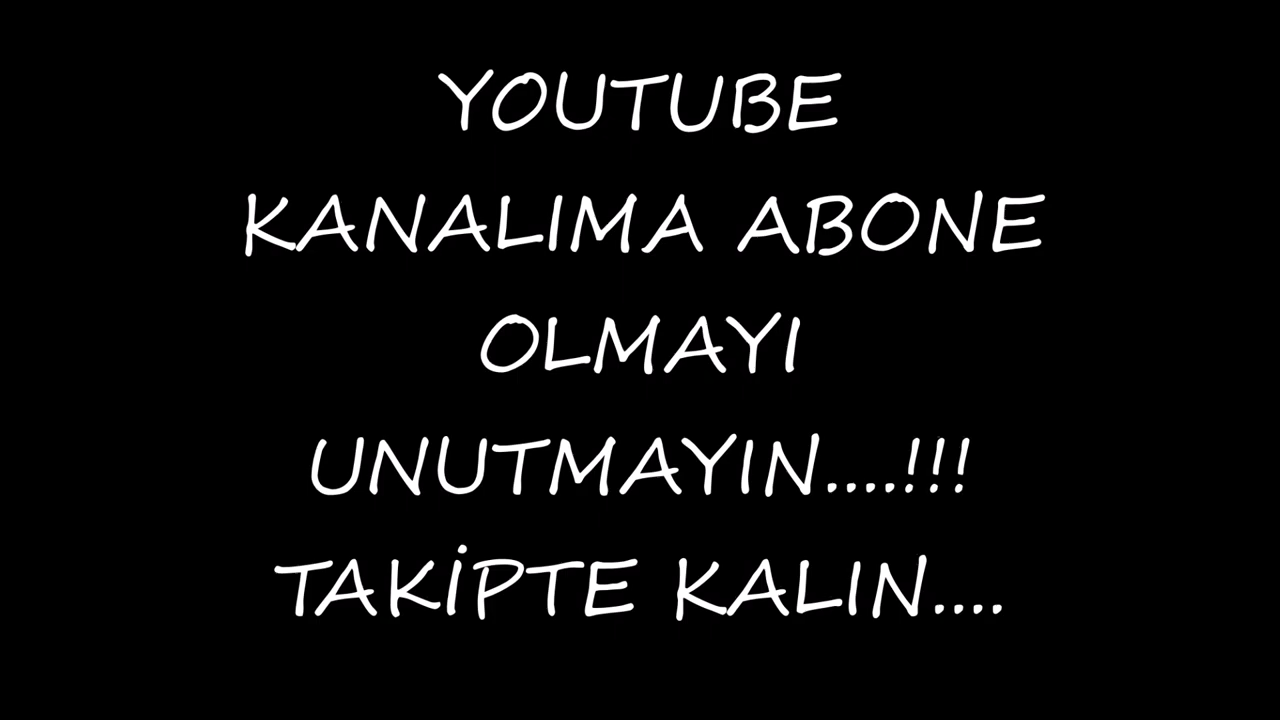 YOUTUBE
KANALIMA ABONE
OLMAYI
UNUTMAYIN....!!!
TAKİPTE KALIN....